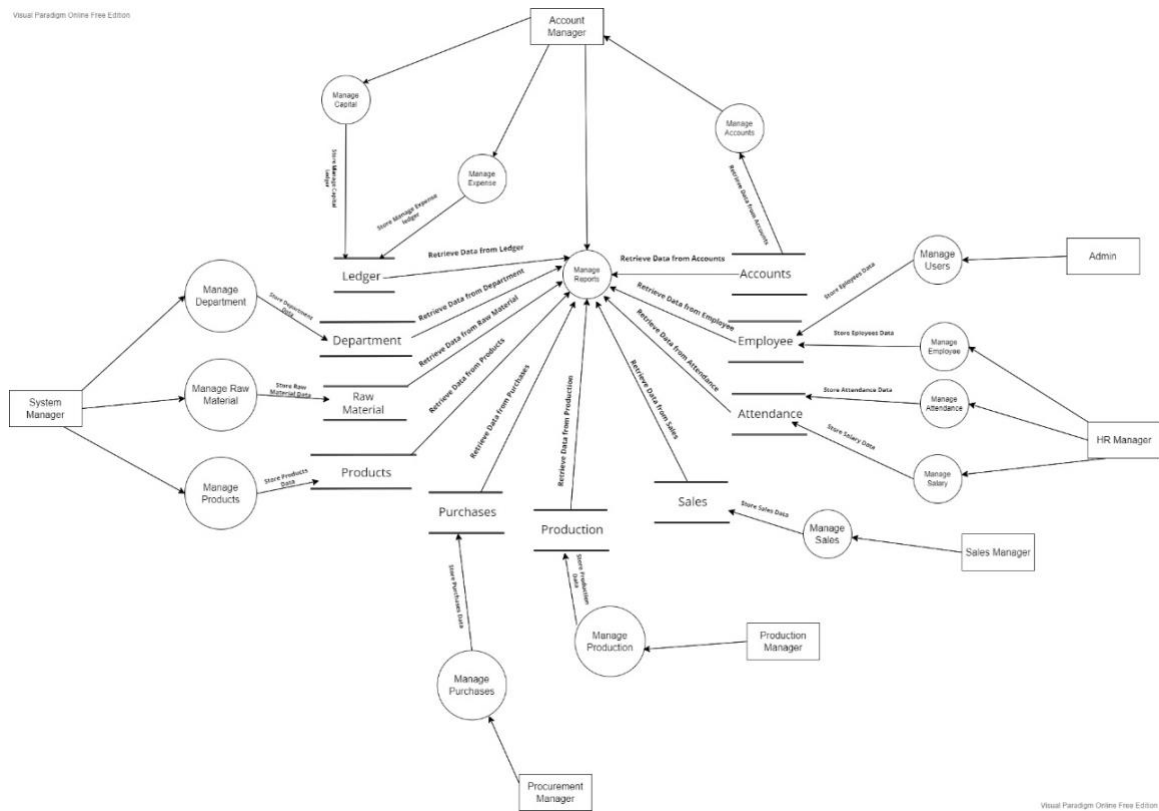 Visual Paradigm Online Free Edition
Account
Manager
Manage
Capital
Manage
Accounts
Manage
Expense
Store Manage Capital
Ledger
Store Manage Expense
ledger
Retrieve Data from Accounts
Retrieve Data from Ledger
Ledger
Manage
Reports
Retrieve Data from Accounts
Accounts
Manage
Users
Admin
Store Eployees Data
Manage
Department
Store Department
Data
Department
Retrieve Data from Department
Retrieve Data from Employee
Employee
Store Eployees Data
Manage
Employee
System
Manager
Manage Raw
Material
Store Raw
Material Data
Raw
Material
Retrieve Data from Raw Material
Retrieve Data from Attendance
Attendance
Store Attendance Data
Manage
Attendance
HR Manager
Store Salary Data
Manage
Salary
Manage
Products
Store Products
Data
Products
Retrieve Data from Products
Retrieve Data from Purchases
Retrieve Data from Production
Retrieve Data from Sales
Purchases
Production
Sales
Store Sales Data
Manage
Sales
Sales Manager
Store Purchases Data
Store Production
Data
Manage
Production
Production
Manager
Manage
Purchases
Procurement
Manager
Visual Paradigm Online Free Edition